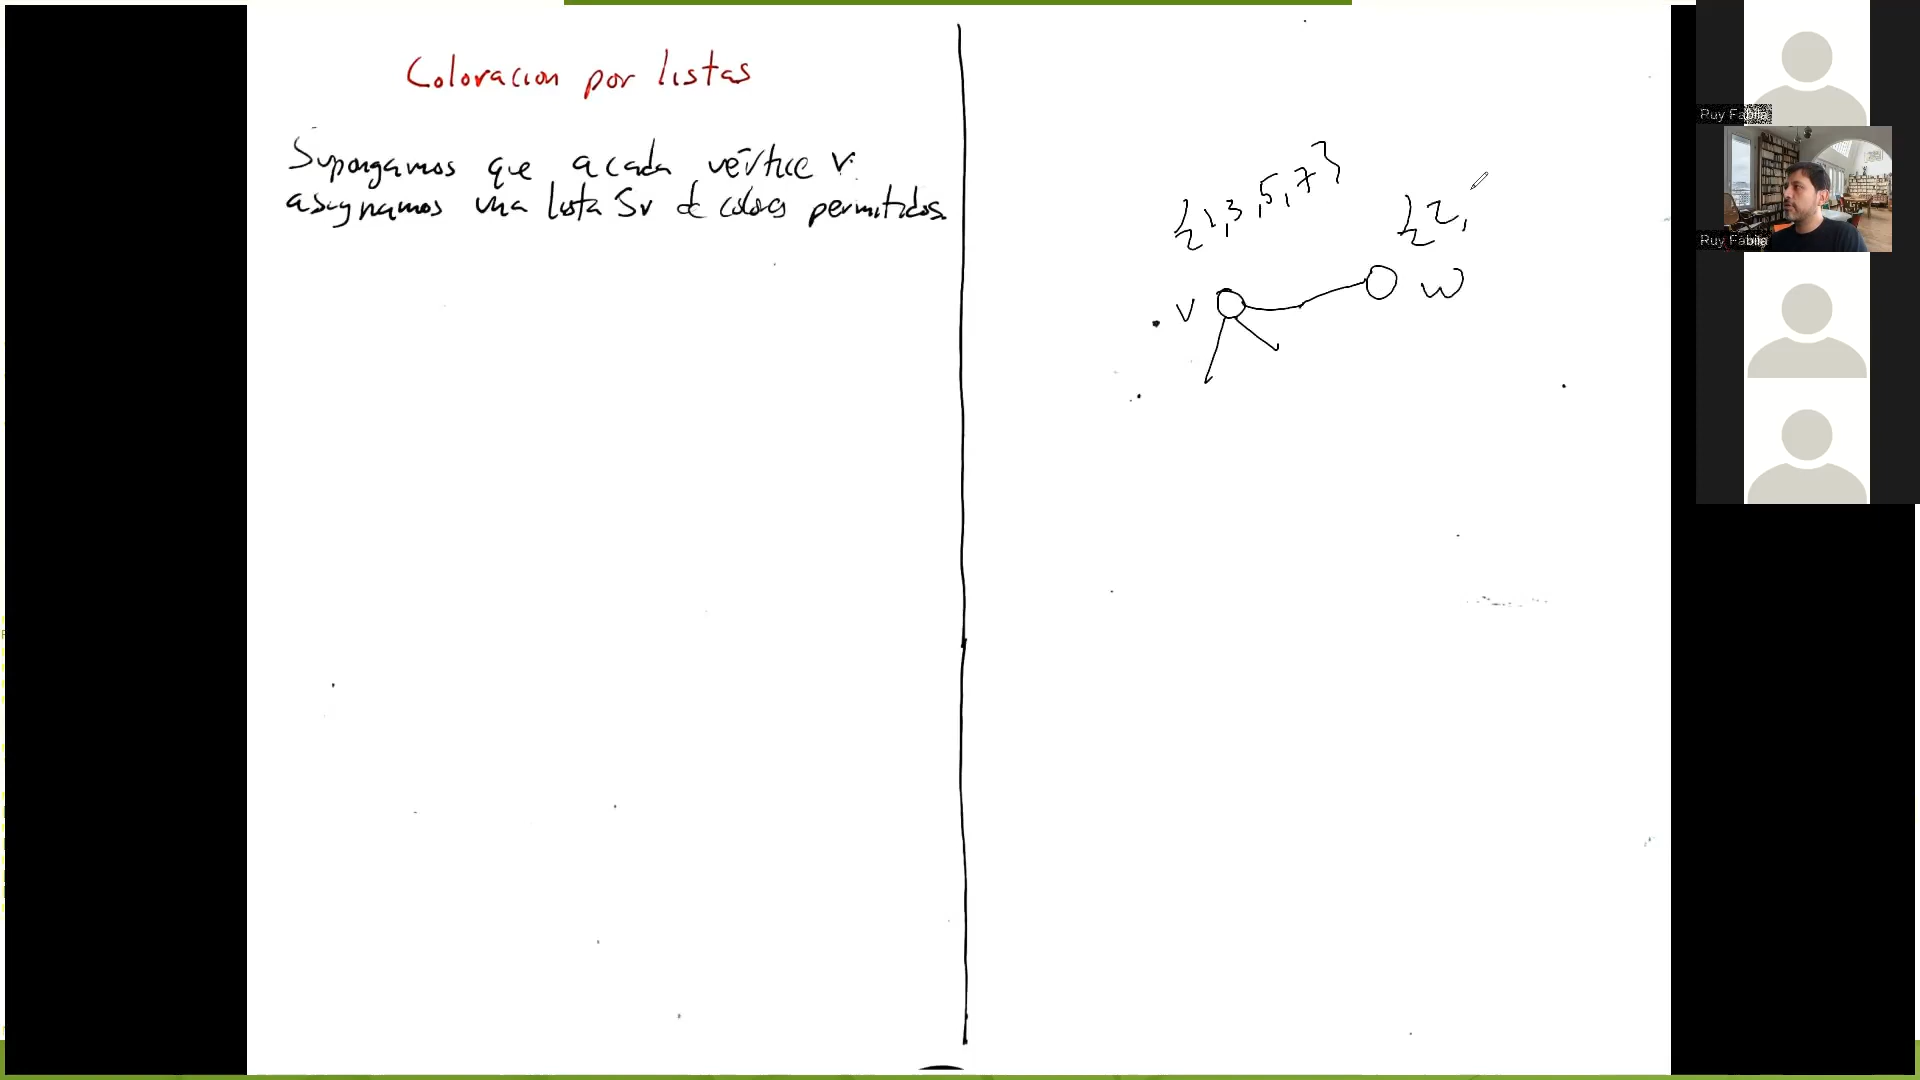 Coloracion por listas
Supongamos que a cada vértice v
asignamos una lista Sv de colores permitidos.
{1,3,5,7}
{2,
v
w
Ruy Fabila
Ruy Fabila